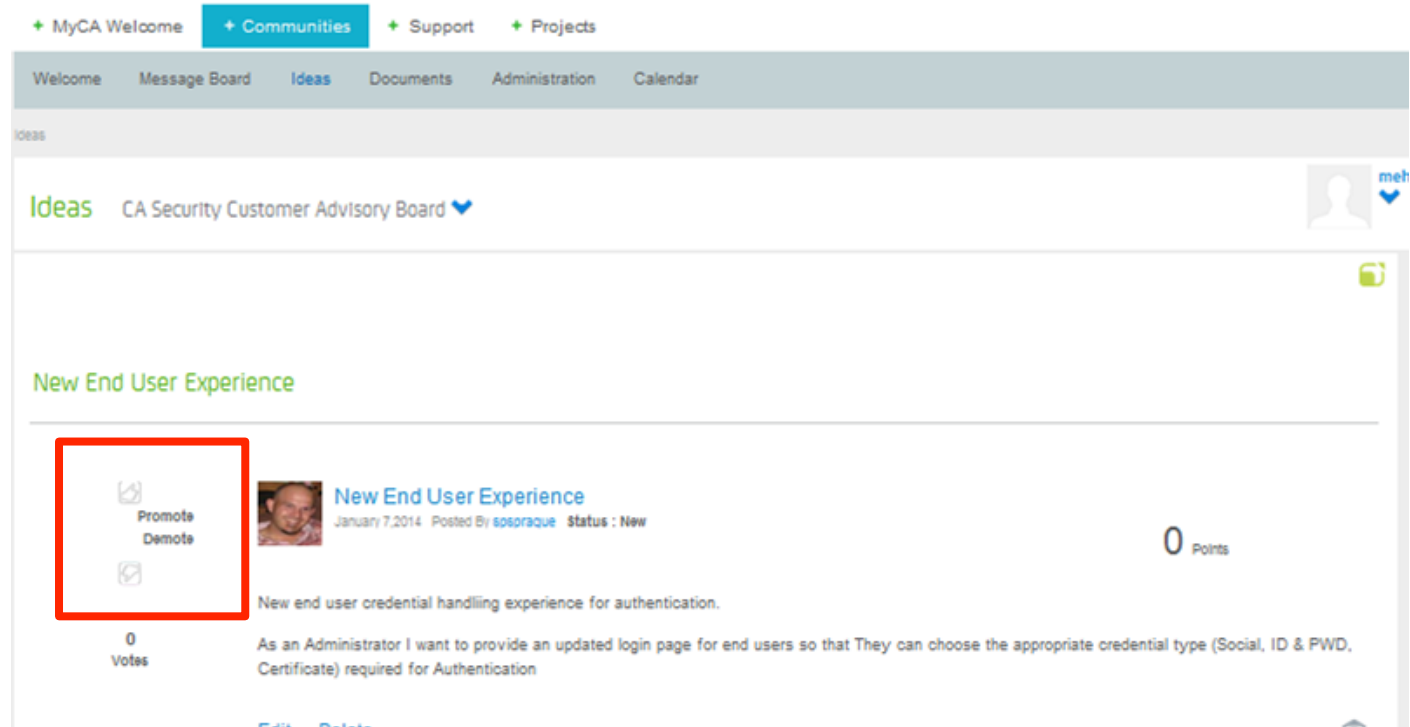 + MyCA Welcome + Communities + Support + Projects
Welcome Message Board Ideas Documents Administration Calendar
Ideas
Ideas CA Security Customer Advisory Board
meh
New End User Experience
Promote
Demote
0
Votes
New End User Experience
January 7,2014 Posted By spsprague Status : New
0 Points
New end user credential handliing experience for authentication.
As an Administrator I want to provide an updated login page for end users so that They can choose the appropriate credential type (Social, ID & PWD,
Certificate) required for Authentication